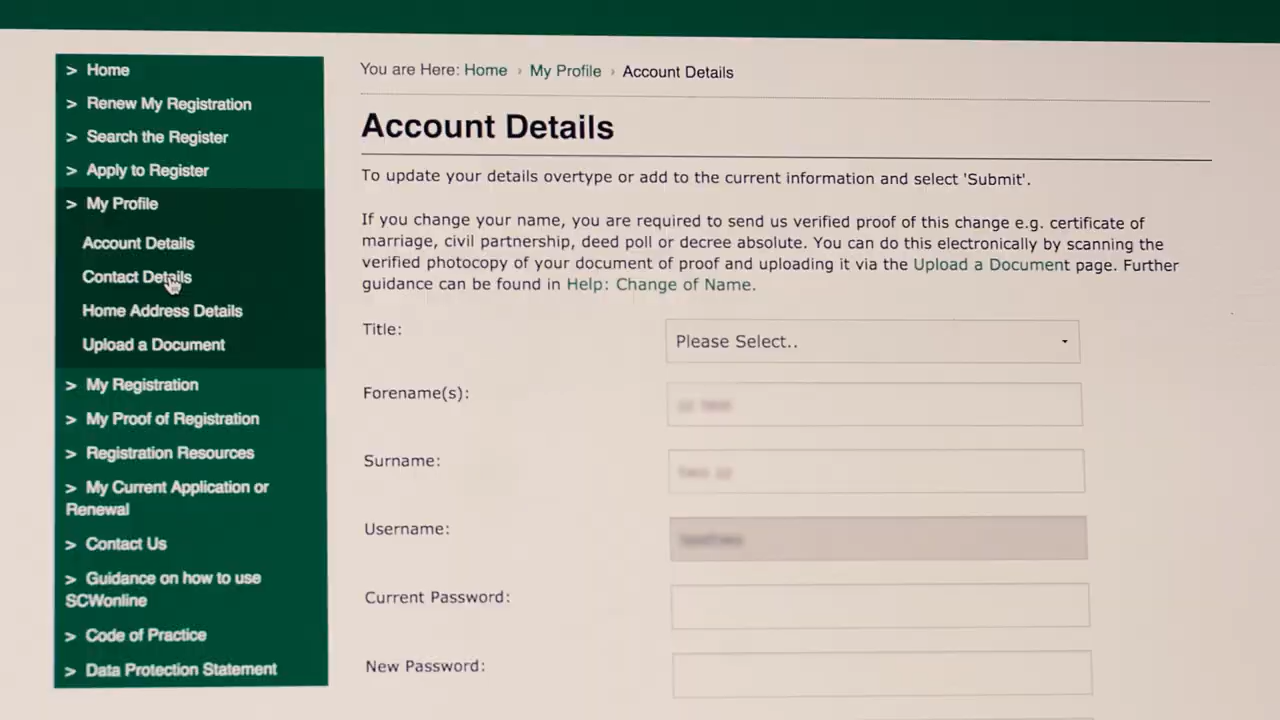 > Home
> Renew My Registration
> Search the Register
> Apply to Register
> My Profile
Account Details
Contact Details
Home Address Details
Upload a Document
> My Registration
> My Proof of Registration
> Registration Resources
> My Current Application or
Renewal
> Contact Us
> Guidance on how to use
SCWonline
> Code of Practice
> Data Protection Statement
You are Here: Home › My Profile › Account Details
Account Details
To update your details overtype or add to the current information and select 'Submit'.
If you change your name, you are required to send us verified proof of this change e.g. certificate of
marriage, civil partnership, deed poll or decree absolute. You can do this electronically by scanning the
verified photocopy of your document of proof and uploading it via the Upload a Document page. Further
guidance can be found in Help: Change of Name.
Title:
Please Select..
Forename(s):
Surname:
Username:
Current Password:
New Password: